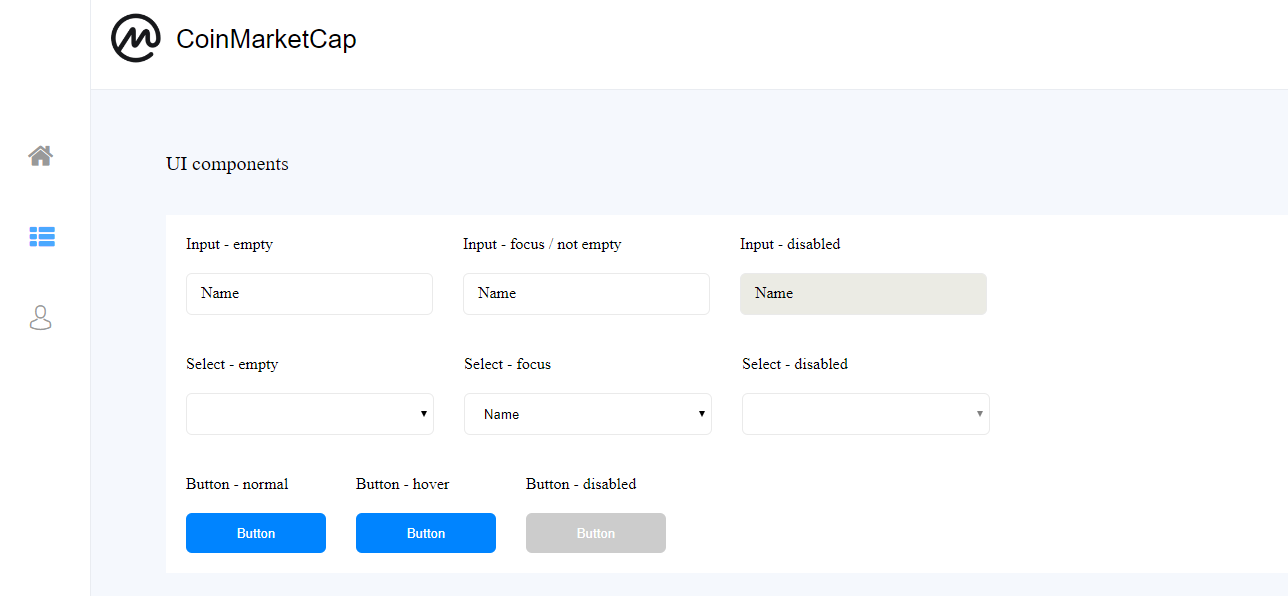 CoinMarketCap
UI components
Input - empty
Input - focus / not empty
Input - disabled
Name
Name
Name
Select - empty
Select - focus
Select - disabled
Name
Button - normal
Button - hover
Button - disabled
Button
Button
Button